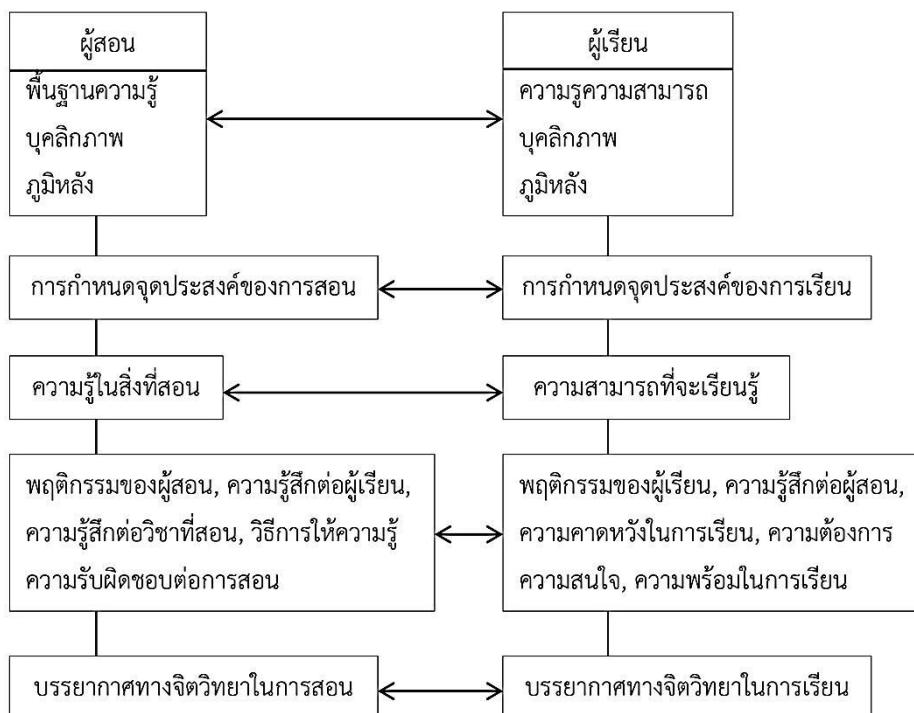 ผู้สอน
พื้นฐานความรู้
บุคลิกภาพ
ภูมิหลัง
ผู้เรียน
ความรูความสามารถ
บุคลิกภาพ
ภูมิหลัง
การกำหนดจุดประสงค์ของการสอน
การกำหนดจุดประสงค์ของการเรียน
ความรู้ในสิ่งที่สอน
ความสามารถที่จะเรียนรู้
พฤติกรรมของผู้สอน, ความรู้สึกต่อผู้เรียน,
ความรู้สึกต่อวิชาที่สอน, วิธีการให้ความรู้
ความรับผิดชอบต่อการสอน
พฤติกรรมของผู้เรียน, ความรู้สึกต่อผู้สอน,
ความคาดหวังในการเรียน, ความต้องการ
ความสนใจ, ความพร้อมในการเรียน
บรรยากาศทางจิตวิทยาในการสอน
บรรยากาศทางจิตวิทยาในการเรียน